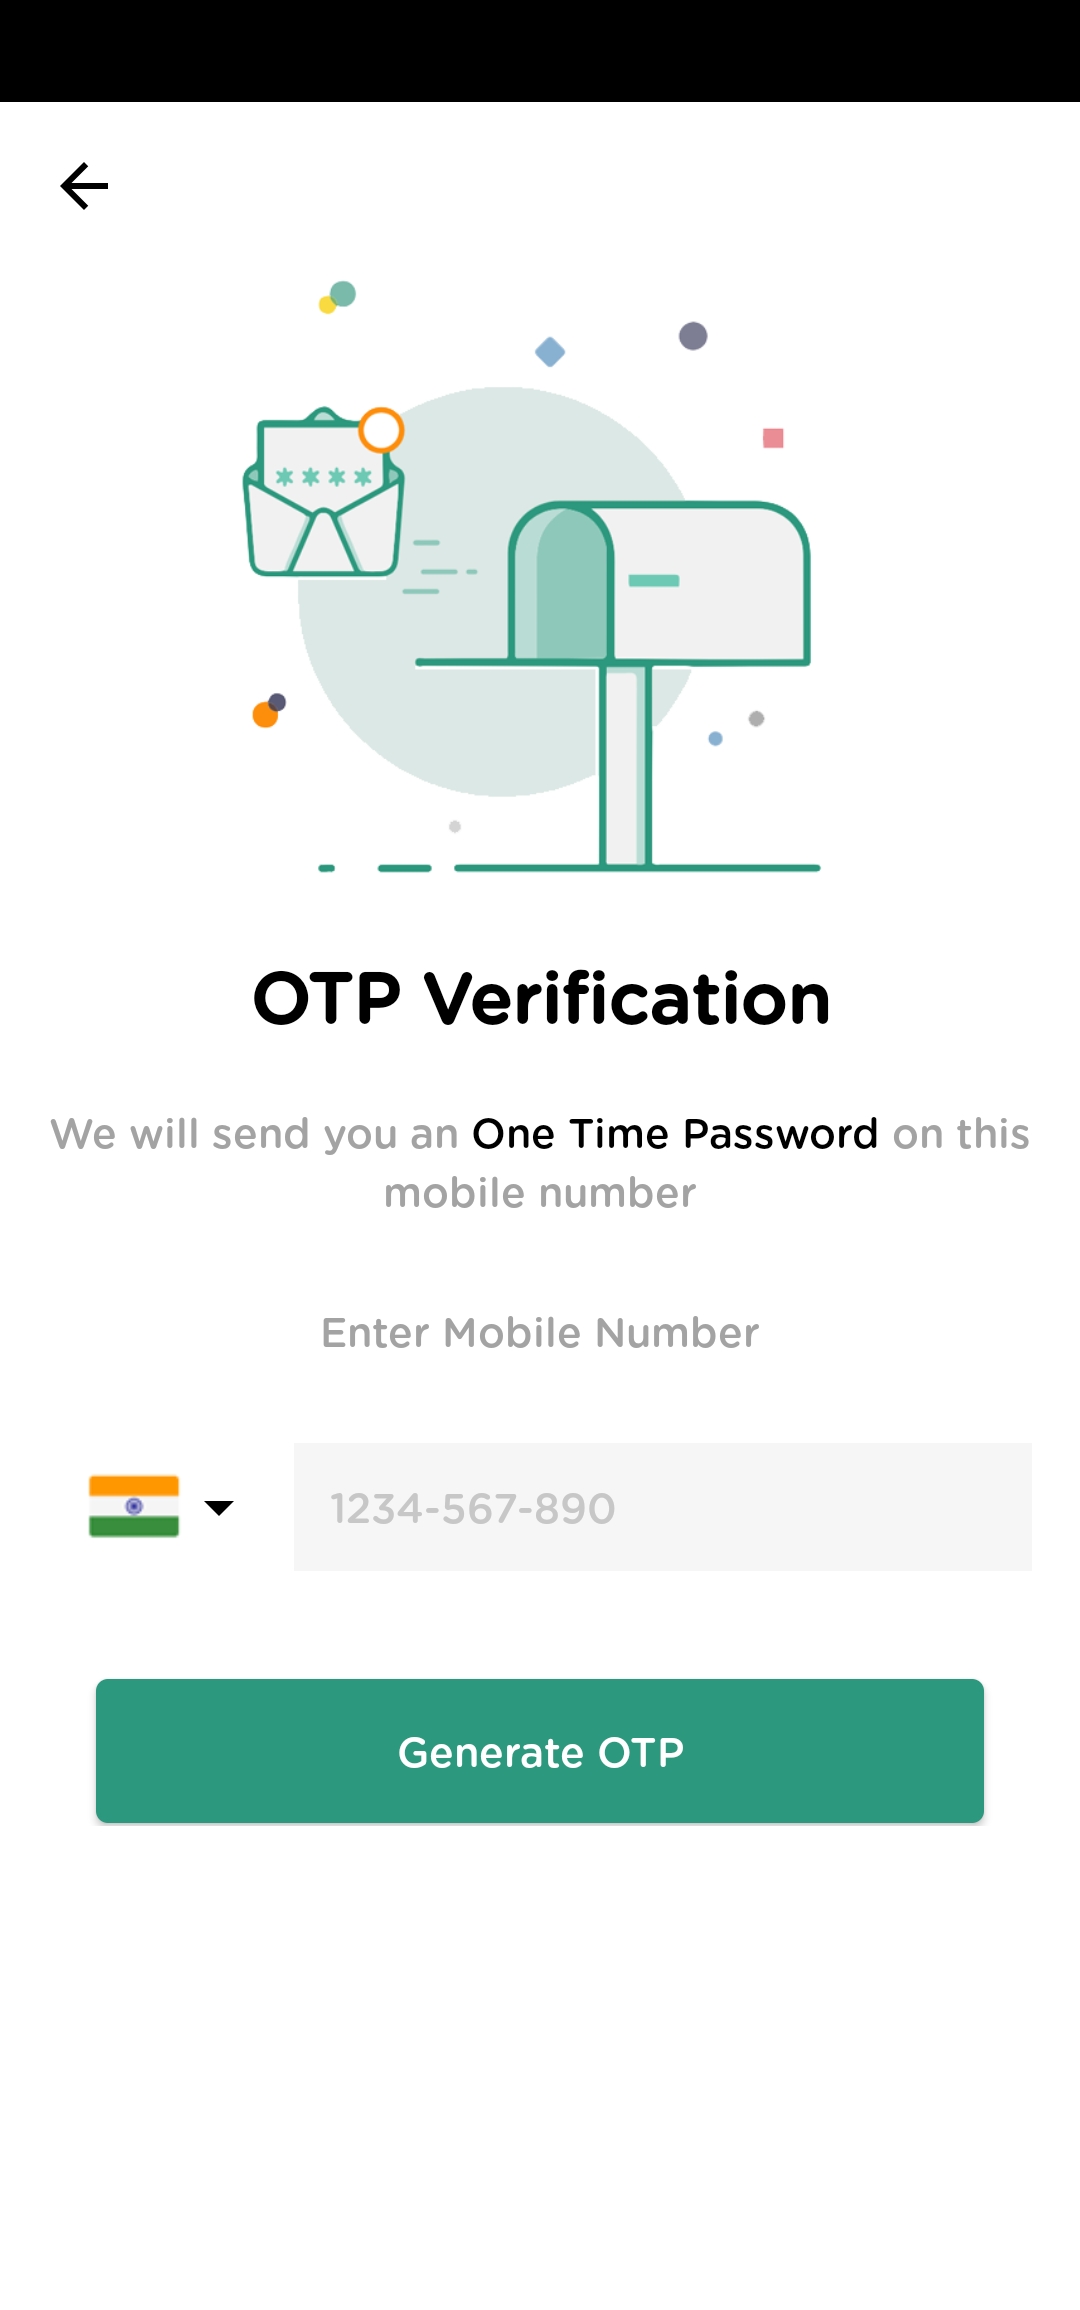 OTP Verification
We will send you an One Time Password on this
mobile number
Enter Mobile Number
1234-567-890
Generate OTP